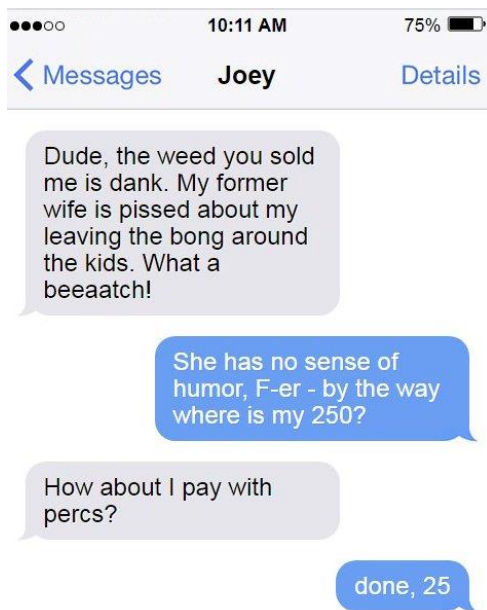 10:11 AM 75%
Messages Joey Details
Dude, the weed you sold
me is dank. My former
wife is pissed about my
leaving the bong around
the kids. What a
beeaatch!
She has no sense of
humor, F-er - by the way
where is my 250?
How about I pay with
percs?
done, 25